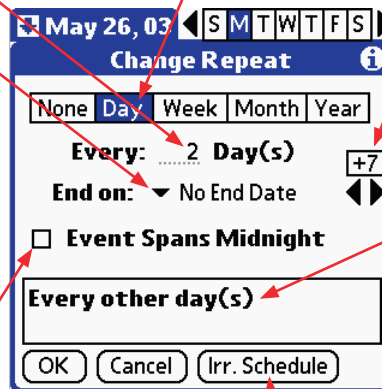 May 26, 03 S M T W T F S
Change Repeat i
None Day Week Month Year
Every: 2 Day(s)
+7
End on: No End Date
Event Spans Midnight
Every other day(s)
OK Cancel Irr. Schedule